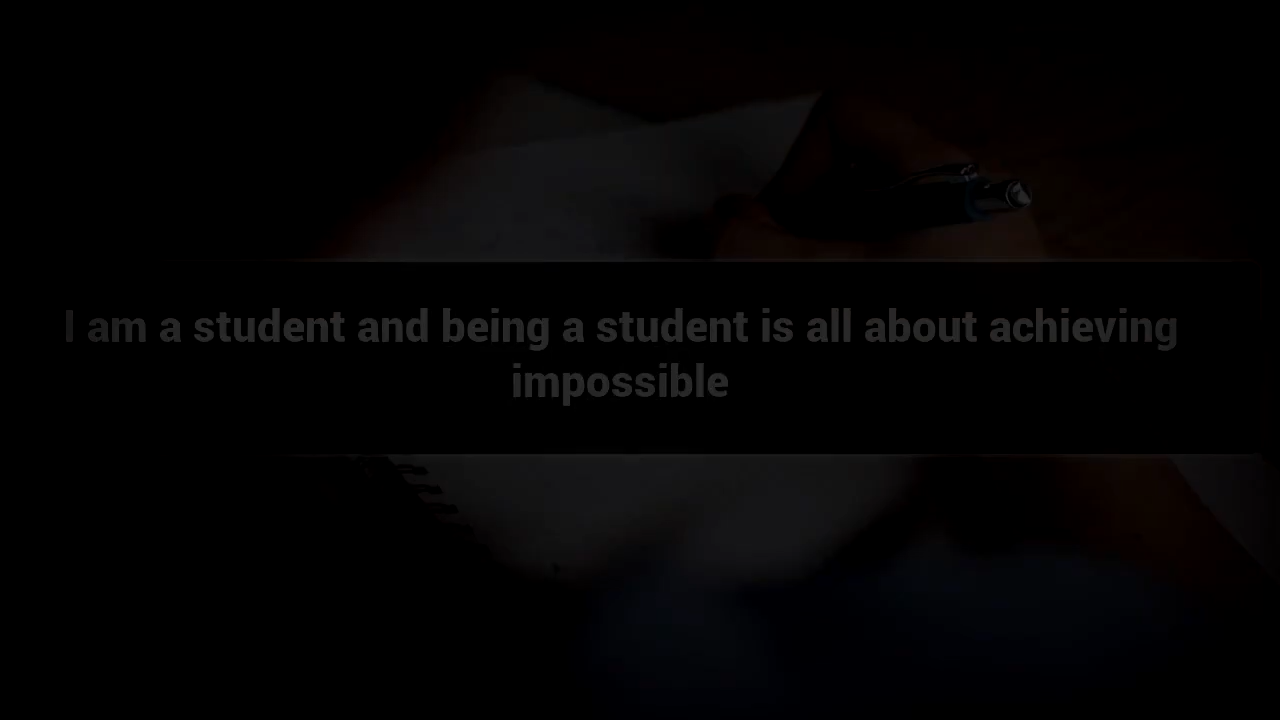 I am a student and being a student is all about achieving
impossible